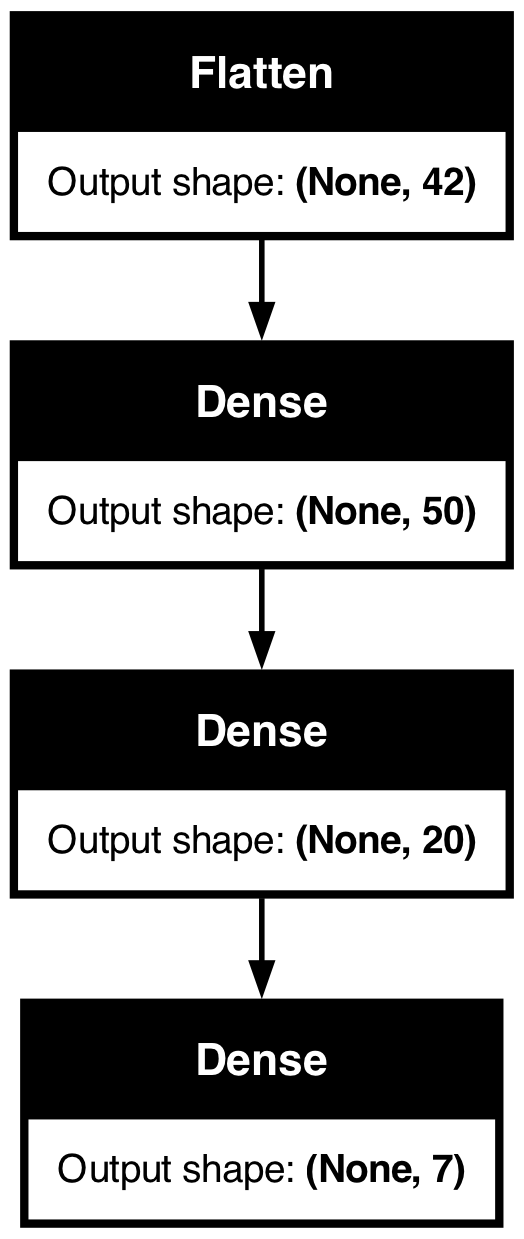 Flatten
Output shape: (None, 42)
Dense
Output shape: (None, 50)
Dense
Output shape: (None, 20)
Dense
Output shape: (None, 7)